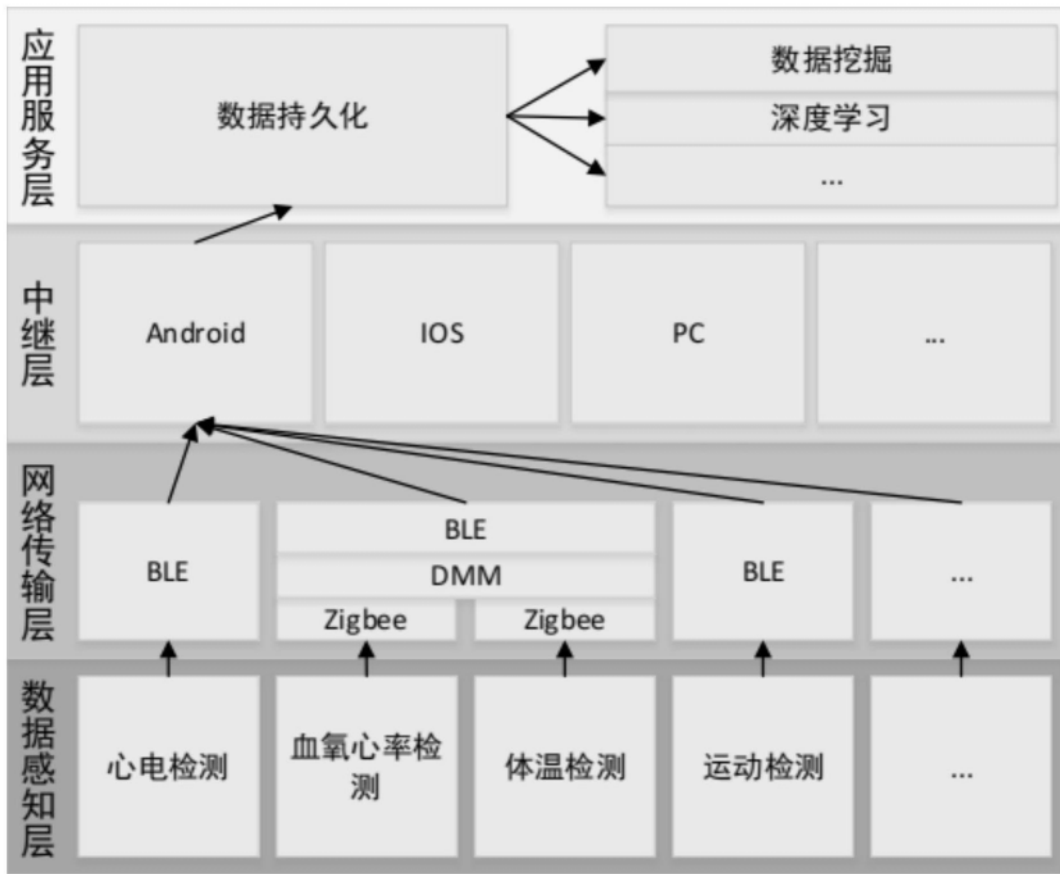 应用服务层
数据持久化
数据挖掘
深度学习
...
中继层
Android
IOS
PC
...
网络传输层
BLE
BLE
DMM
Zigbee
Zigbee
BLE
...
数据感知层
心电检测
血氧心率检
测
体温检测
运动检测
...